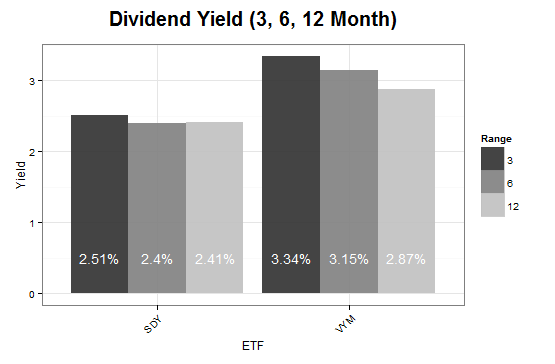 Dividend Yield (3, 6, 12 Month)
Yield
3
2
1
0
2.51%
2.4%
2.41%
3.34%
3.15%
2.87%
SDY
VYM
ETF
Range
3
6
12